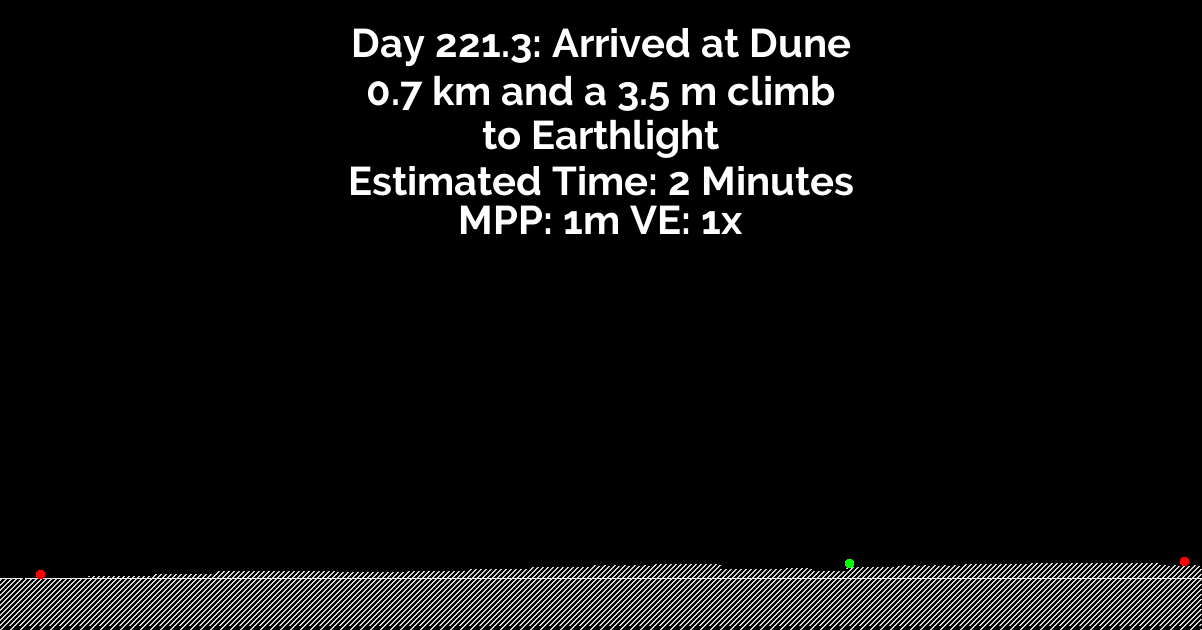 Day 221.3: Arrived at Dune
0.7 km and a 3.5 m climb
to Earthlight
Estimated Time: 2 Minutes
MPP: 1m VE: 1x